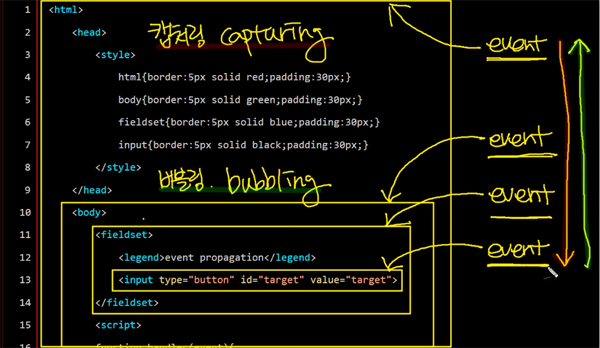 1 <html>
2 <head> 캡처링 capturing event
3 <style>
4 html{border:5px solid red;padding:30px;}
5 body{border:5px solid green;padding:30px;}
6 fieldset{border:5px solid blue;padding:30px;} event
7 input{border:5px solid black;padding:30px;}
8 </style> 버블링. bubbling
9 </head> event
10 <body>
11 <fieldset> event
12 <legend>event propagation</legend>
13 <input type="button" id="target" value="target">
14 </fieldset>
15 <script>
16 function handler(event){